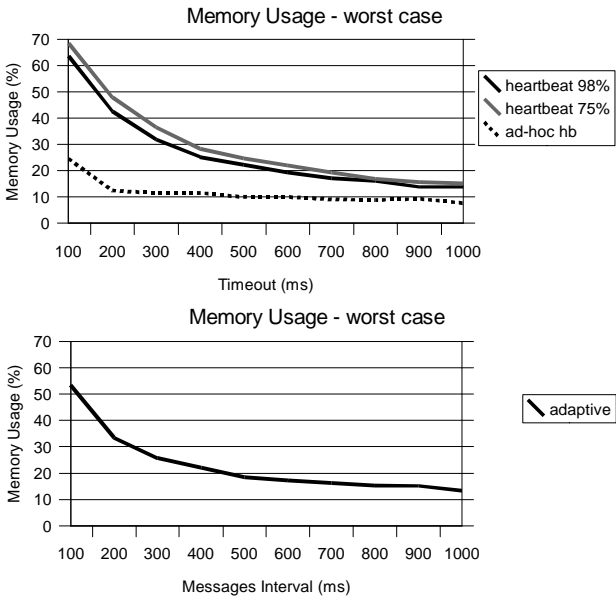 Memory Usage - worst case
70
60
50
40
30
20
10
0
Memory Usage (%)
100 200 300 400 500 600 700 800 900 1000
Timeout (ms)
heartbeat 98%
heartbeat 75%
ad-hoc hb
Memory Usage - worst case
70
60
50
40
30
20
10
0
Memory Usage (%)
100 200 300 400 500 600 700 800 900 1000
Messages Interval (ms)
adaptive